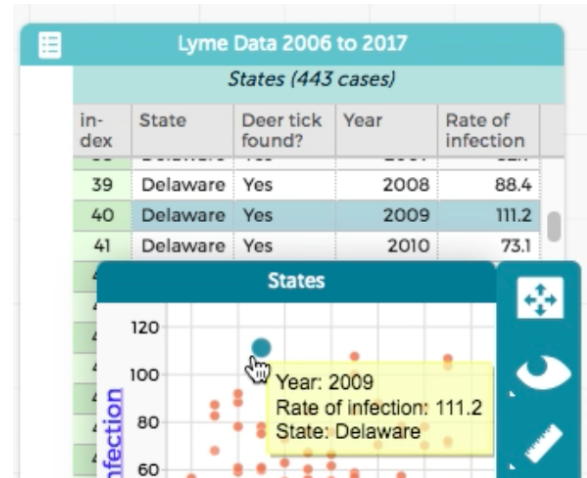 Lyme Data 2006 to 2017
States (443 cases)
in-dex State Deer tick found? Year Rate of infection
39 Delaware Yes 2008 88.4
40 Delaware Yes 2009 111.2
41 Delaware Yes 2010 73.1
States
120
100
80
60
Year: 2009
Rate of infection: 111.2
State: Delaware